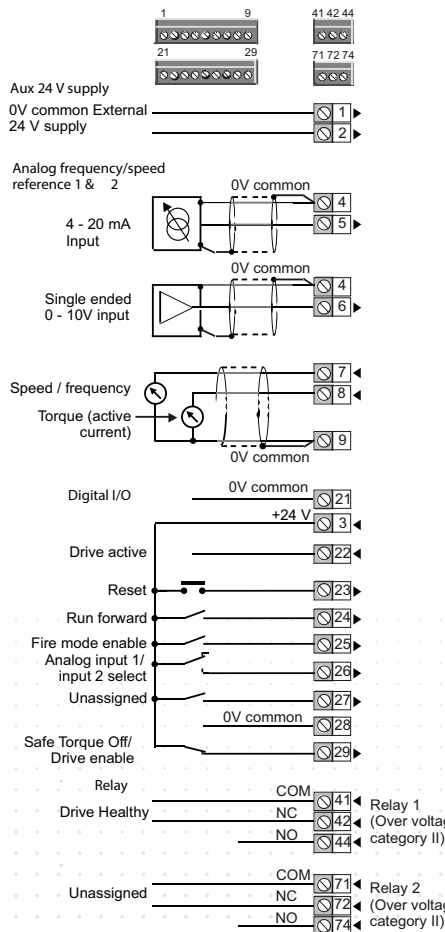 1 9
41 42 44
21 29
71 72 74
Aux 24 V supply
0V common External
24 V supply
1
2
Analog frequency/speed
reference 1 & 2
0V common
4
4 - 20 mA
Input
5
0V common
4
Single ended
0 - 10V input
6
7
Speed / frequency
8
Torque (active
current)
9
0V common
Digital I/O
0V common
21
+24 V
3
Drive active
22
Reset
23
Run forward
24
Fire mode enable
25
Analog input 1/
input 2 select
26
Unassigned
27
0V common
28
Safe Torque Off/
Drive enable
29
Relay
COM
41
Relay 1
Drive Healthy
NC
42
(Over voltag
NO
44
category II)
COM
71
Relay 2
Unassigned
NC
72
(Over voltag
NO
74
category II)